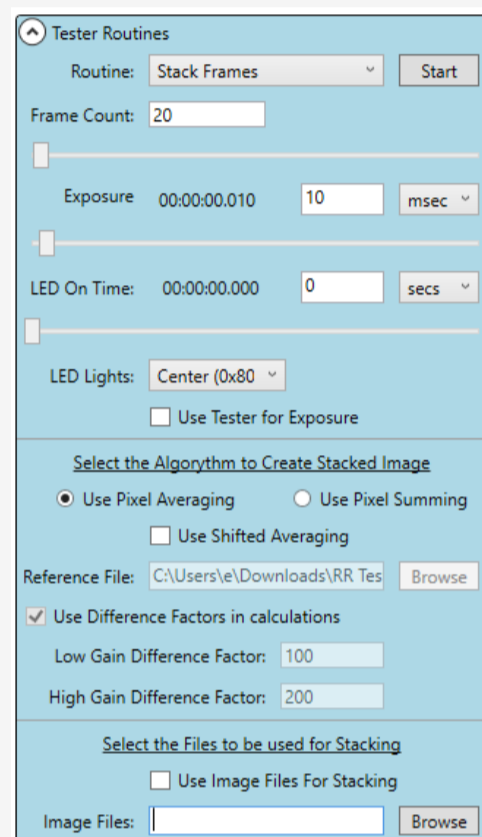 Tester Routines
Routine: Stack Frames Start
Frame Count: 20
Exposure 00:00:00.010 10 msec
LED On Time: 00:00:00.000 0 secs
LED Lights: Center (0x80
Use Tester for Exposure
Select the Algorythm to Create Stacked Image
Use Pixel Averaging Use Pixel Summing
Use Shifted Averaging
Reference File: C:\Users\e\Downloads\RR Tes Browse
Use Difference Factors in calculations
Low Gain Difference Factor: 100
High Gain Difference Factor: 200
Select the Files to be used for Stacking
Use Image Files For Stacking
Image Files: Browse